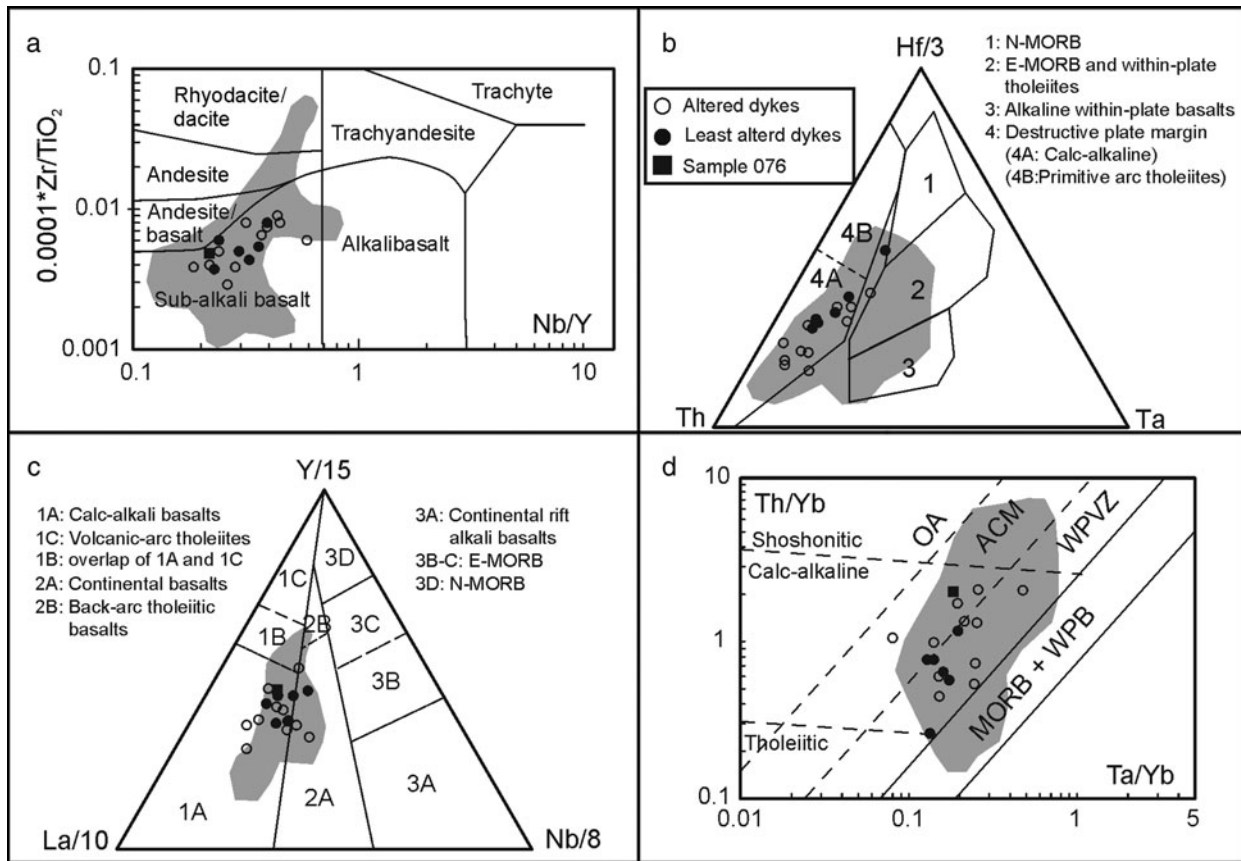 a
0.1
0.01
0.001
0.0001*Zr/TiO2
Rhyodacite/
dacite
Trachyte
Trachyandesite
Andesite
Andesite/
basalt
Alkalibasalt
Sub-alkali basalt
Nb/Y
0.1
1
10
b
Hf/3
1: N-MORB
2: E-MORB and within-plate
tholeiites
3: Alkaline within-plate basalts
4: Destructive plate margin
(4A: Calc-alkaline)
(4B:Primitive arc tholeiites)
Altered dykes
Least alterd dykes
Sample 076
1
4B
4A
2
3
Th
Ta
c
Y/15
1A: Calc-alkali basalts
1C: Volcanic-arc tholeiites
1B: overlap of 1A and 1C
2A: Continental basalts
2B: Back-arc tholeiitic
basalts
3A: Continental rift
alkali basalts
3B-C: E-MORB
3D: N-MORB
3D
1C
2B
3C
1B
3B
1A
2A
3A
La/10
Nb/8
d
10
1
0.1
Th/Yb
OA
ACM
WPVZ
Shoshonitic
Calc-alkaline
MORB + WPB
Tholeiitic
Ta/Yb
0.01
0.1
1
5